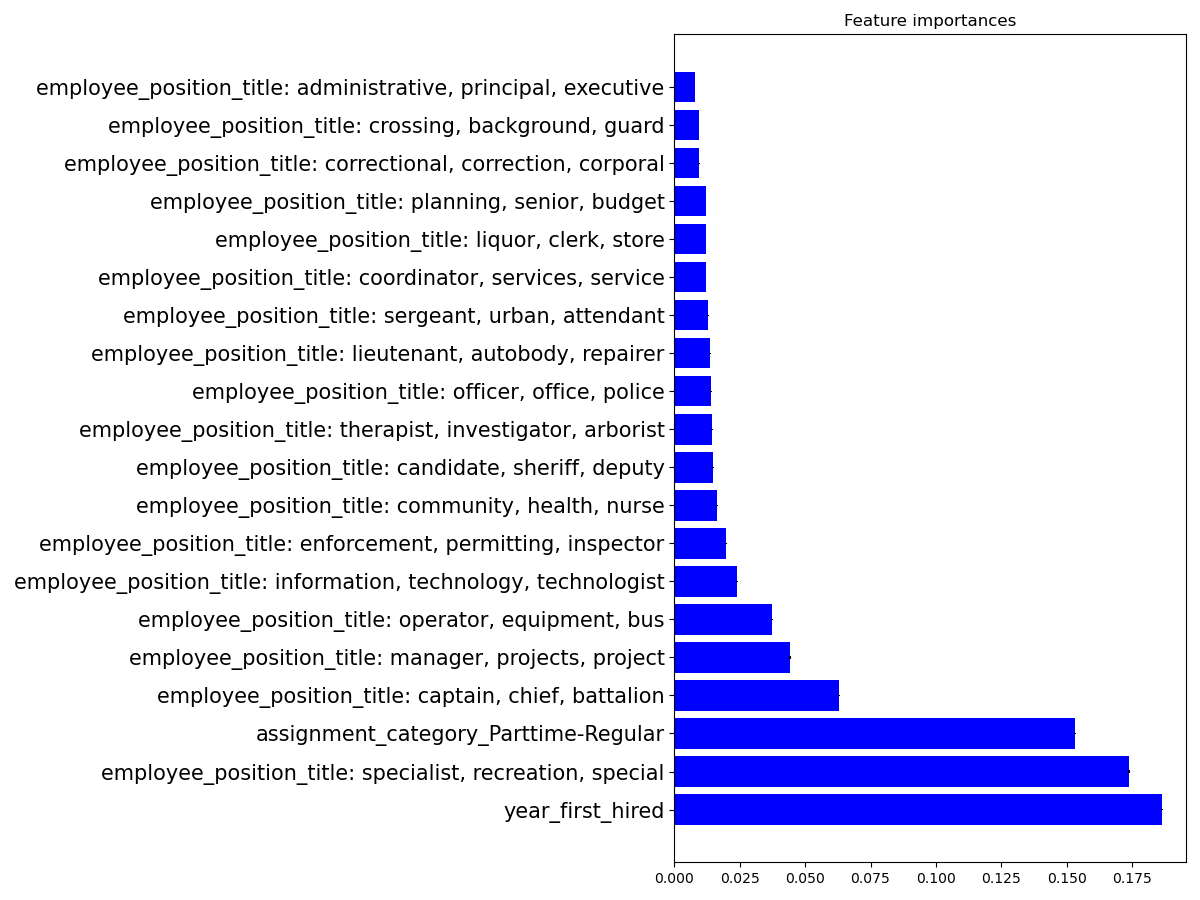 Feature importances
employee_position_title: administrative, principal, executive
employee_position_title: crossing, background, guard
employee_position_title: correctional, correction, corporal
employee_position_title: planning, senior, budget
employee_position_title: liquor, clerk, store
employee_position_title: coordinator, services, service
employee_position_title: sergeant, urban, attendant
employee_position_title: lieutenant, autobody, repairer
employee_position_title: officer, office, police
employee_position_title: therapist, investigator, arborist
employee_position_title: candidate, sheriff, deputy
employee_position_title: community, health, nurse
employee_position_title: enforcement, permitting, inspector
employee_position_title: information, technology, technologist
employee_position_title: operator, equipment, bus
employee_position_title: manager, projects, project
employee_position_title: captain, chief, battalion
assignment_category_Parttime-Regular
employee_position_title: specialist, recreation, special
year_first_hired
0.000 0.025 0.050 0.075 0.100 0.125 0.150 0.175